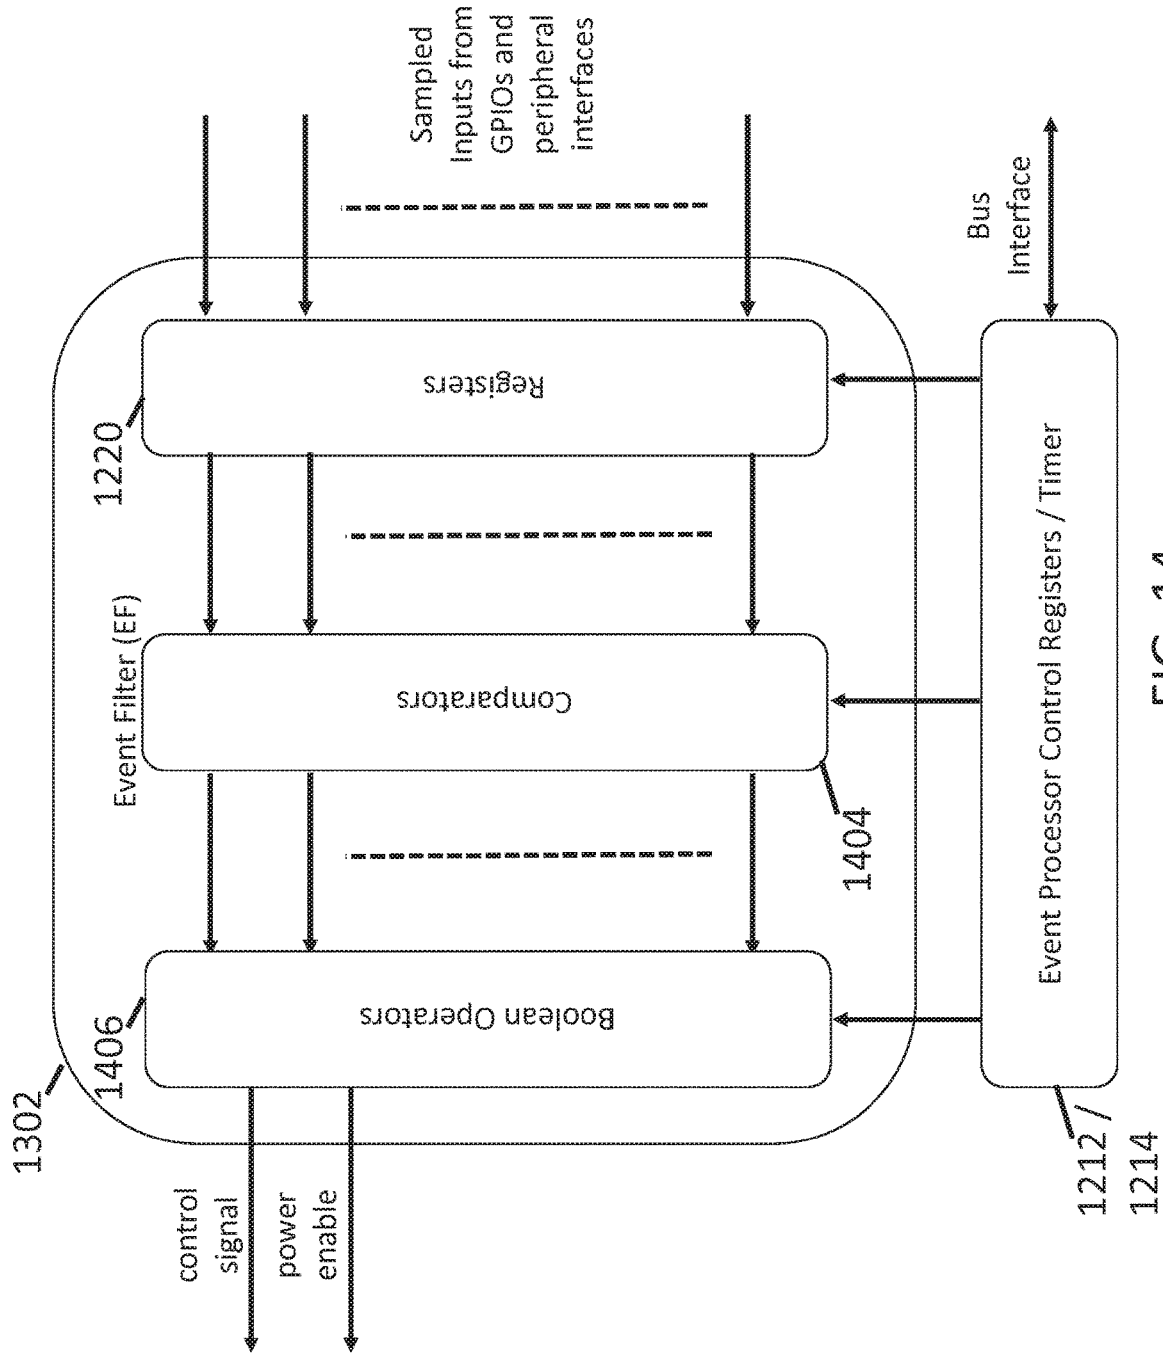 1302
1406
Event Filter (EF)
1220
control
signal
power
enable
Boolean Operators
Comparators
Registers
Sampled
Inputs from
GPIOs and
peripheral
interfaces
1404
Bus
Interface
Event Processor Control Registers / Timer
1212 /
1214